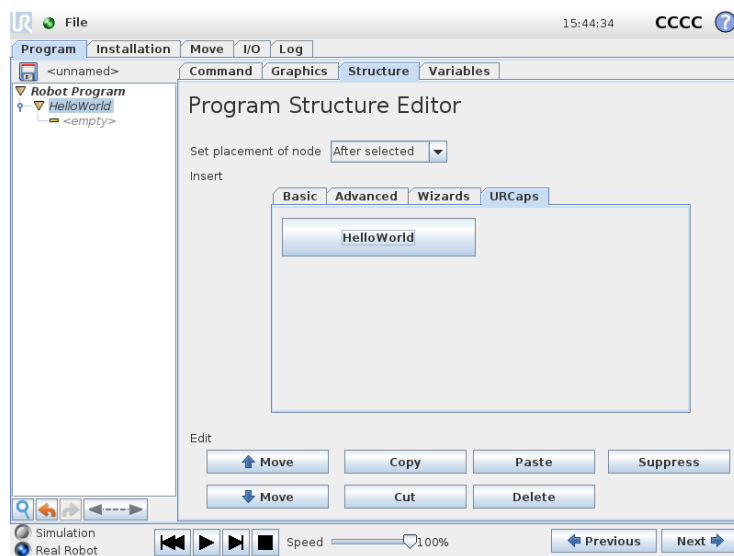 UR File 15:44:34 CCCC ?
Program Installation Move I/O Log
<unnamed> Command Graphics Structure Variables
Robot Program
HelloWorld
<empty>
Program Structure Editor
Set placement of node After selected
Insert
Basic Advanced Wizards URCaps
HelloWorld
Edit
Move Copy Paste Suppress
Move Cut Delete
Simulation
Real Robot
Speed 100% Previous Next